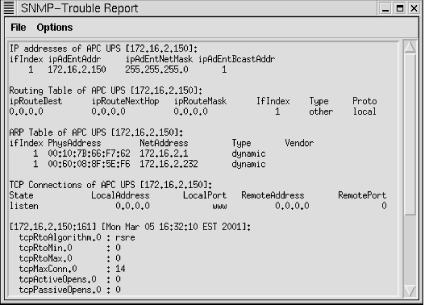 SNMP-Trouble Report
File Options
IP addresses of APC UPS [172.16.2.150]:
ifIndex ipAdEntAddr ipAdEntNetMask ipAdEntBcastAddr
1 172.16.2.150 255.255.255.0 1
Routing Table of APC UPS [172.16.2.150]:
ipRouteDest ipRouteNextHop ipRouteMask IfIndex Type Proto
0.0.0.0 0.0.0.0 0.0.0.0 1 other local
ARP Table of APC UPS [172.16.2.150]:
ifIndex PhysAddress NetAddress Type Vendor
1 00:10:7B:66:F7:62 172.16.2.1 dynamic
1 00:60:08:8F:5E:F6 172.16.2.232 dynamic
TCP Connections of APC UPS [172.16.2.150]:
State LocalAddress LocalPort RemoteAddress RemotePort
listen 0.0.0.0 www 0.0.0.0 0
[172.16.2.150:161] [Mon Mar 05 16:32:10 EST 2001]:
tcpRtoAlgorithm.0 : rsre
tcpRtoMin.0 : 0
tcpRtoMax.0 : 0
tcpMaxConn.0 : 14
tcpActiveOpens.0 : 0
tcpPassiveOpens.0 : 0